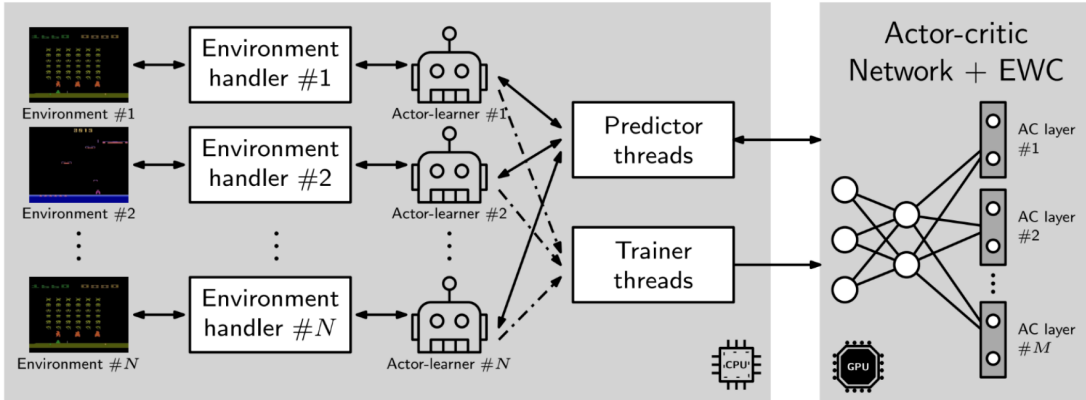 Environment #1
Environment
handler #1
Actor-learner #1
3613
Environment #2
Environment
handler #2
Actor-learner #2
Environment #N
Environment
handler #N
Actor-learner #N
Predictor
threads
Trainer
threads
CPU
Actor-critic
Network + EWC
AC layer
#1
AC layer
#2
AC layer
#M
GPU